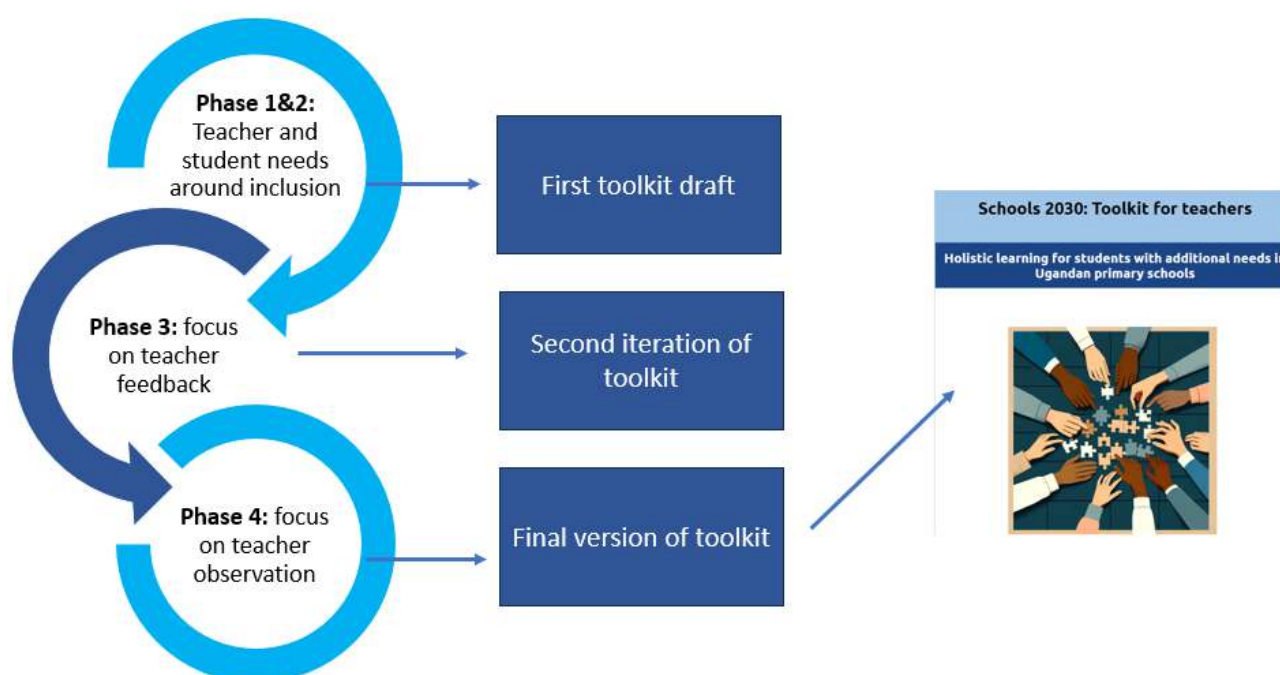 Phase 1&2:
Teacher and
student needs
around inclusion
First toolkit draft
Phase 3: focus
on teacher
feedback
Second iteration of
toolkit
Phase 4: focus
on teacher
observation
Final version of toolkit
Schools 2030: Toolkit for teachers
Holistic learning for students with additional needs in
Ugandan primary schools